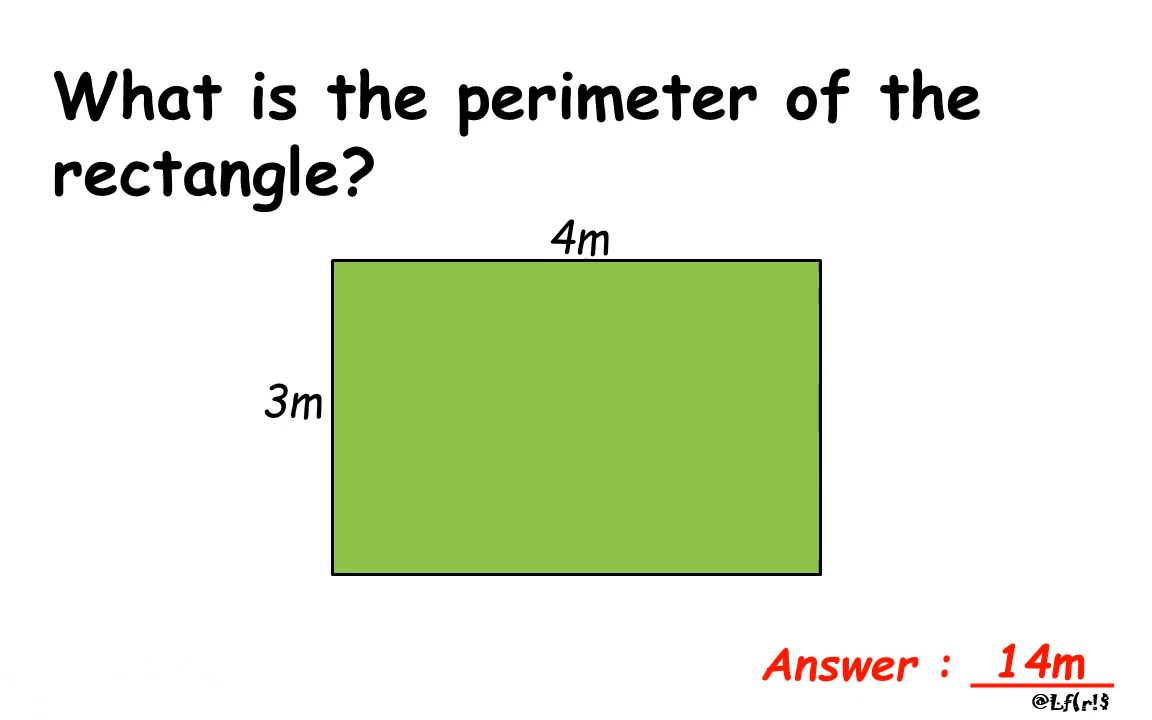 What is the perimeter of the
rectangle?
4m
3m
Answer : 14m